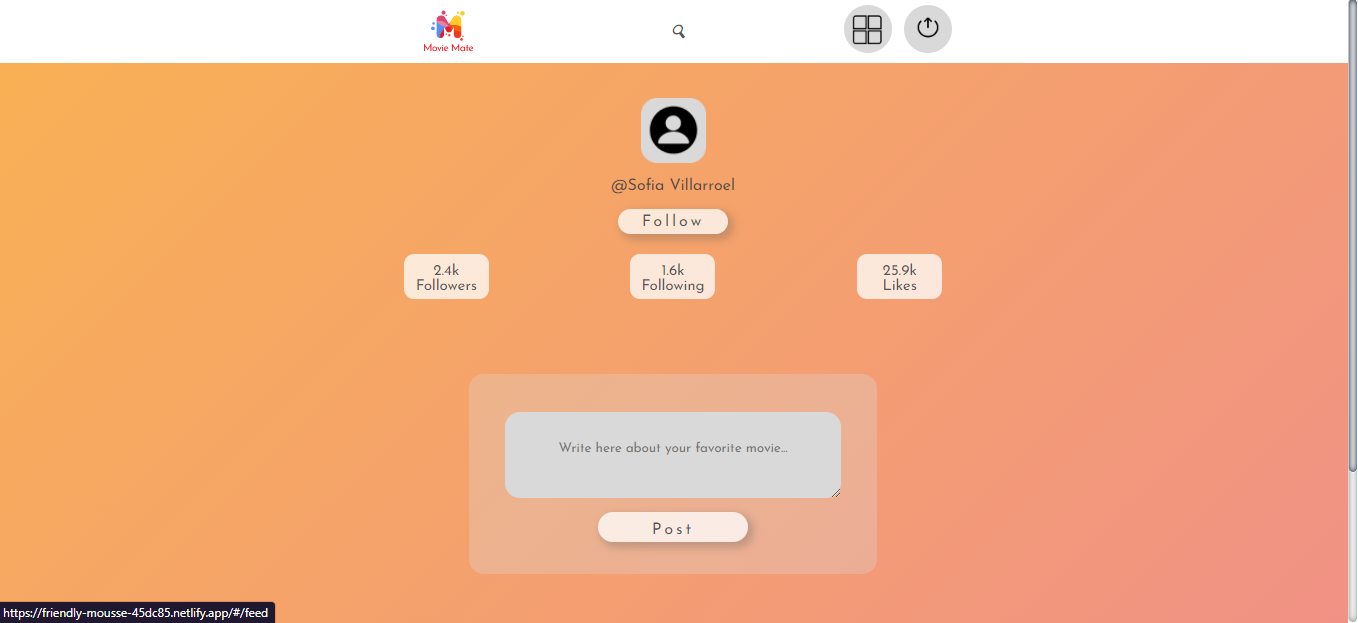 Movie Mate
@Sofia Villarroel
Follow
2.4k
Followers
1.6k
Following
25.9k
Likes
Write here about your favorite movie...
Post
https://friendly-mousse-45dc85.netlify.app/#/feed